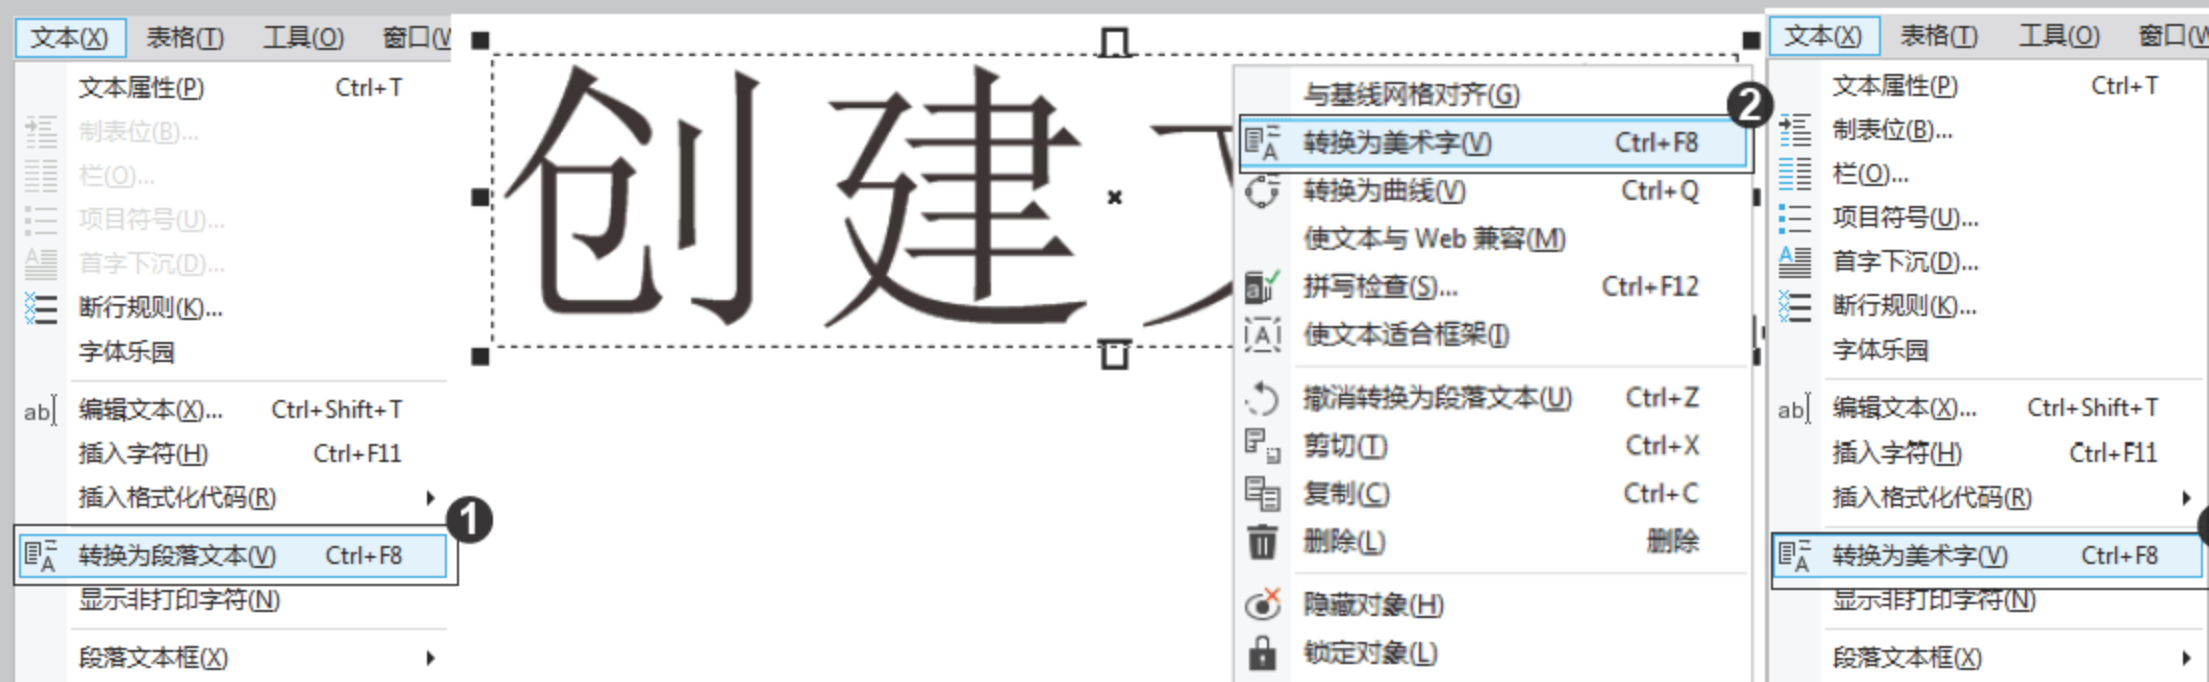 文本(X) 表格(T) 工具(O) 窗口(W
文本属性(P) Ctrl+T
制表位(B)...
栏(O)...
项目符号(U)...
首字下沉(D)...
断行规则(K)...
字体乐园
编辑文本(X)... Ctrl+Shift+T
插入字符(H) Ctrl+F11
插入格式化代码(R)
转换为段落文本(V) Ctrl+F8
显示非打印字符(N)
段落文本框(X)
1
创建
与基线网格对齐(G)
2
转换为美术字(V) Ctrl+F8
转换为曲线(V) Ctrl+Q
使文本与 Web 兼容(M)
拼写检查(S)... Ctrl+F12
使文本适合框架(I)
撤消转换为段落文本(U) Ctrl+Z
剪切(T) Ctrl+X
复制(C) Ctrl+C
删除(L) 删除
隐藏对象(H)
锁定对象(L)
文本(X) 表格(T) 工具(O) 窗口(W
文本属性(P) Ctrl+T
制表位(B)...
栏(O)...
项目符号(U)...
首字下沉(D)...
断行规则(K)...
字体乐园
编辑文本(X)... Ctrl+Shift+T
插入字符(H) Ctrl+F11
插入格式化代码(R)
转换为美术字(V) Ctrl+F8
显示非打印字符(N)
段落文本框(X)